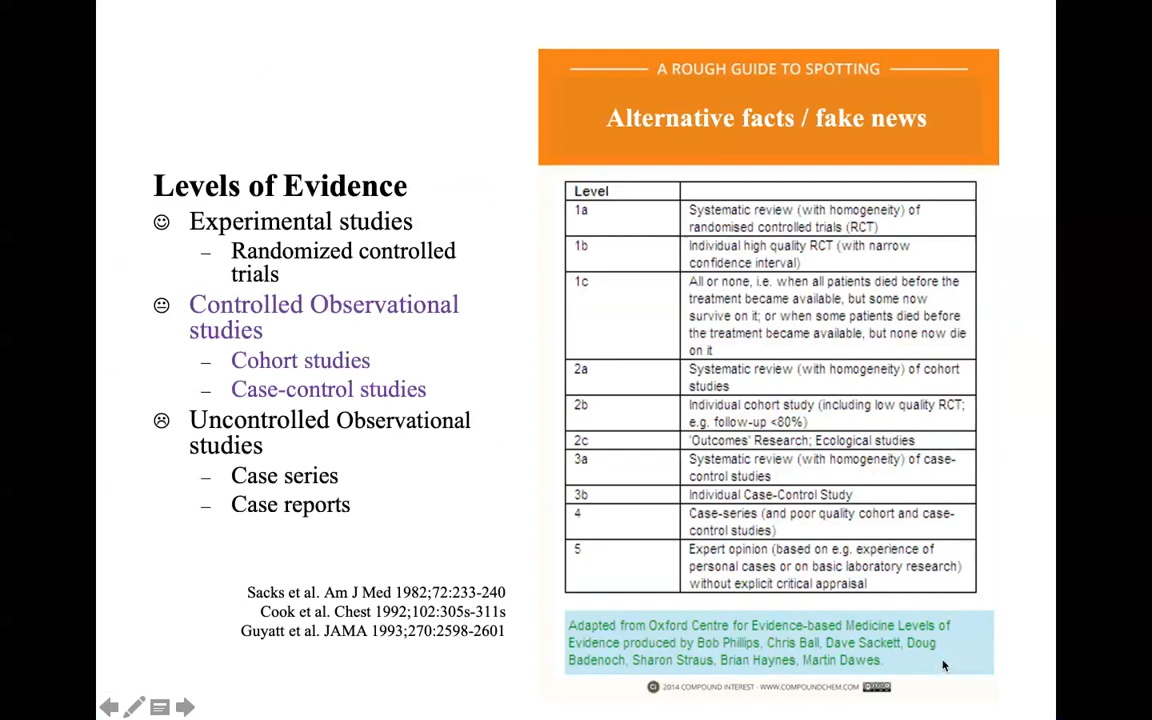 Levels of Evidence
☺ Experimental studies
– Randomized controlled
trials
😐 Controlled Observational
studies
– Cohort studies
– Case-control studies
☹ Uncontrolled Observational
studies
– Case series
– Case reports
Sacks et al. Am J Med 1982;72:233-240
Cook et al. Chest 1992;102:305s-311s
Guyatt et al. JAMA 1993;270:2598-2601
A ROUGH GUIDE TO SPOTTING
Alternative facts / fake news
Level
1a Systematic review (with homogeneity) of
randomised controlled trials (RCT)
1b Individual high quality RCT (with narrow
confidence interval)
1c All or none, i.e. when all patients died before the
treatment became available, but some now
survive on it; or when some patients died before
the treatment became available, but none now die
on it
2a Systematic review (with homogeneity) of cohort
studies
2b Individual cohort study (including low quality RCT;
e.g. follow-up <80%)
2c 'Outcomes' Research; Ecological studies
3a Systematic review (with homogeneity) of case-
control studies
3b Individual Case-Control Study
4 Case-series (and poor quality cohort and case-
control studies)
5 Expert opinion (based on e.g. experience of
personal cases or on basic laboratory research)
without explicit critical appraisal
Adapted from Oxford Centre for Evidence-based Medicine Levels of
Evidence produced by Bob Phillips, Chris Ball, Dave Sackett, Doug
Badenoch, Sharon Straus, Brian Haynes, Martin Dawes.
Ci 2014 COMPOUND INTEREST - WWW.COMPOUNDCHEM.COM